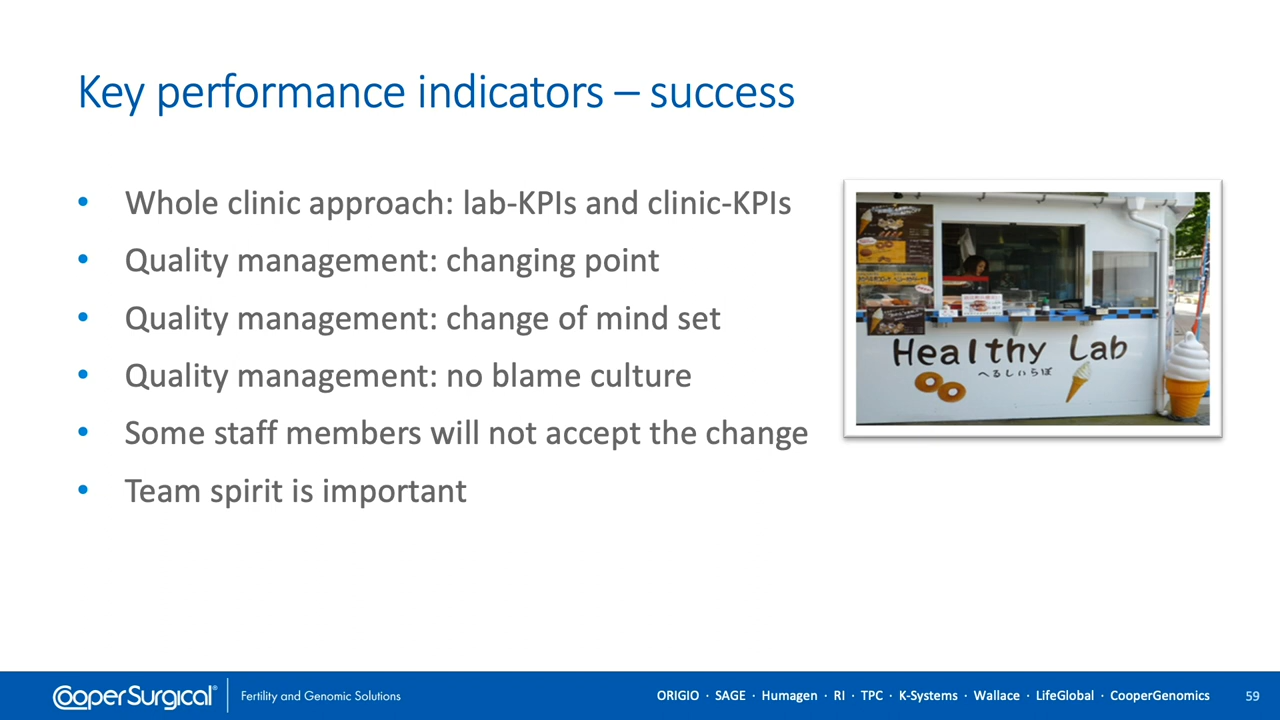 Key performance indicators – success
• Whole clinic approach: lab-KPIs and clinic-KPIs
• Quality management: changing point
• Quality management: change of mind set
• Quality management: no blame culture
• Some staff members will not accept the change
• Team spirit is important
Healthy Lab
へるしいらぼ
CooperSurgical®
Fertility and Genomic Solutions
ORIGIO · SAGE · Humagen · RI · TPC · K-Systems · Wallace · LifeGlobal · CooperGenomics
59